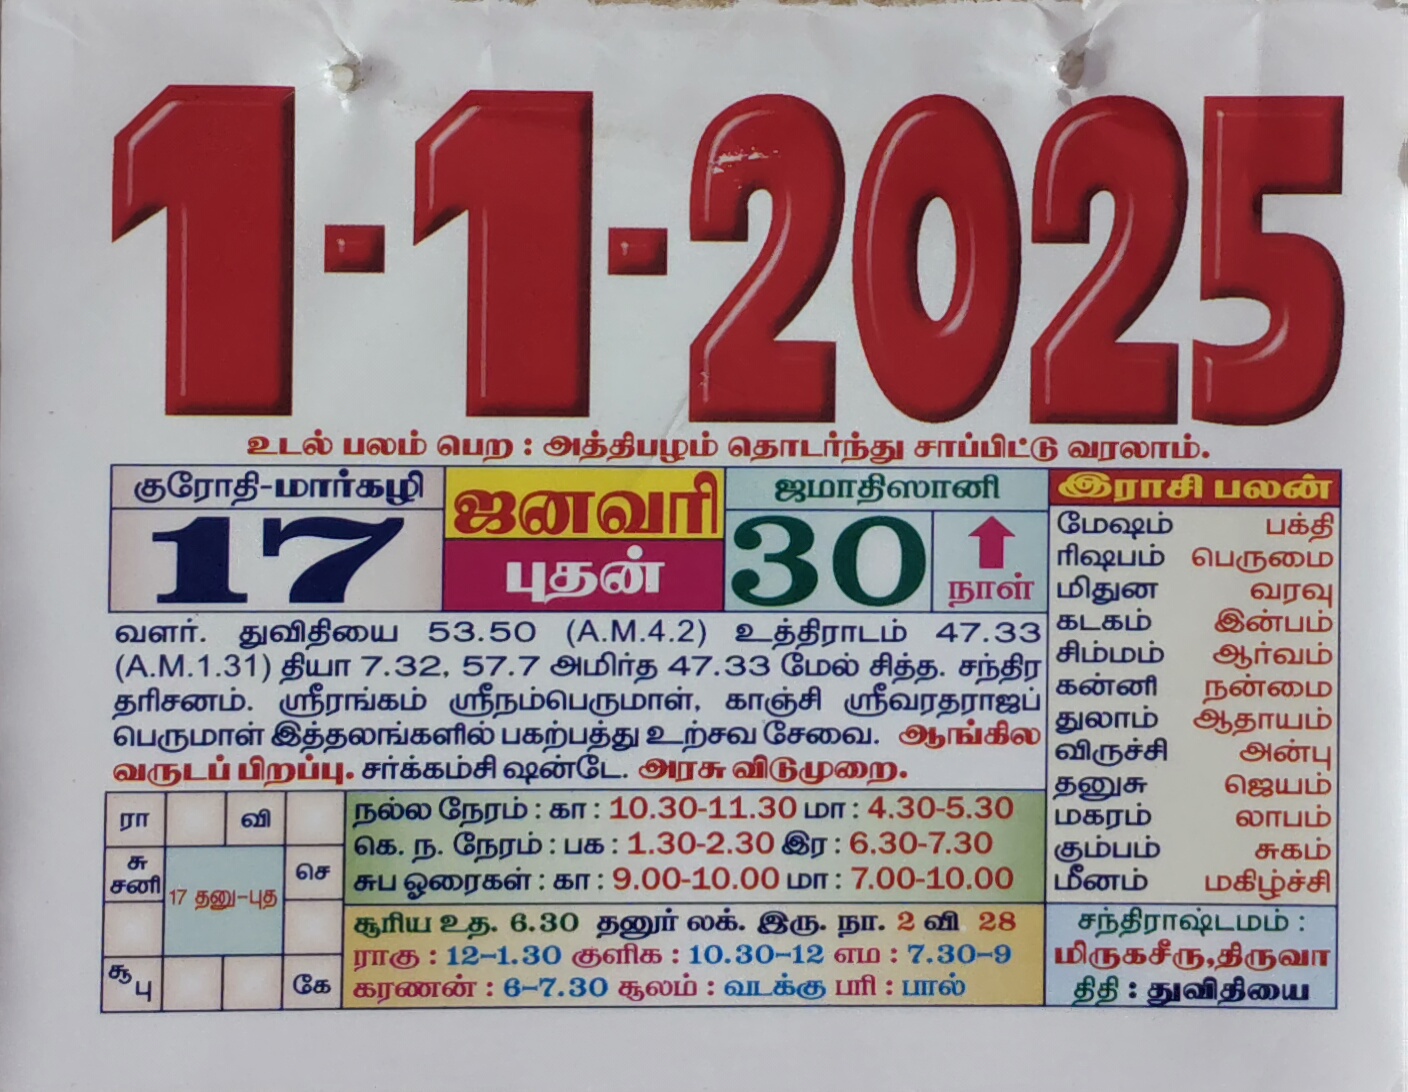 1-1-2025
உடல் பலம் பெற : அத்திபழம் தொடர்ந்து சாப்பிட்டு வரலாம்.
குரோதி-மார்கழி
17
ஜனவரி
புதன்
ஜமாதிஸானி
30
நாள்
வளர். துவிதியை 53.50 (A.M.4.2) உத்திராடம் 47.33
(A.M.1.31) தியா 7.32, 57.7 அமிர்த 47.33 மேல் சித்த. சந்திர
தரிசனம். ஸ்ரீரங்கம் ஸ்ரீநம்பெருமாள், காஞ்சி ஸ்ரீவரதராஜப்
பெருமாள் இத்தலங்களில் பகற்பத்து உற்சவ சேவை. ஆங்கில
வருடப் பிறப்பு. சர்க்கம்சி ஷன்டே. அரசு விடுமுறை.
இராசி பலன்
மேஷம் பக்தி
ரிஷபம் பெருமை
மிதுன வரவு
கடகம் இன்பம்
சிம்மம் ஆர்வம்
கன்னி நன்மை
துலாம் ஆதாயம்
விருச்சி அன்பு
தனுசு ஜெயம்
மகரம் லாபம்
கும்பம் சுகம்
மீனம் மகிழ்ச்சி
ரா வி
சு
சனி
செ
17 தனு-புத
சூ
பு
கே
நல்ல நேரம் : கா : 10.30-11.30 மா : 4.30-5.30
கெ. ந. நேரம் : பக : 1.30-2.30 இர : 6.30-7.30
சுப ஓரைகள் : கா : 9.00-10.00 மா : 7.00-10.00
சூரிய உத. 6.30 தனுர் லக். இரு. நா. 2 வி 28
ராகு : 12-1.30 குளிக : 10.30-12 எம : 7.30-9
கரணன் : 6-7.30 சூலம் : வடக்கு பரி : பால்
சந்திராஷ்டமம் :
மிருகசீரு,திருவா
திதி : துவிதியை